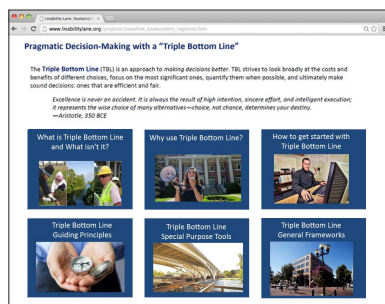 Livability Lane: Sustainabi
www.livabilitylane.org/projects/baseline_assessment_regional.htm
Pragmatic Decision-Making with a "Triple Bottom Line"
The Triple Bottom Line (TBL) is an approach to making decisions better. TBL strives to look broadly at the costs and
benefits of different choices, focus on the most significant ones, quantify them when possible, and ultimately make
sound decisions: ones that are efficient and fair.
Excellence is never an accident. It is always the result of high intention, sincere effort, and intelligent execution;
it represents the wise choice of many alternatives—choice, not chance, determines your destiny.
—Aristotle, 350 BCE
What is Triple Bottom Line
and What isn't it?
Why use Triple Bottom Line?
How to get started with
Triple Bottom Line
Triple Bottom Line
Guiding Principles
Triple Bottom Line
Special Purpose Tools
Triple Bottom Line
General Frameworks